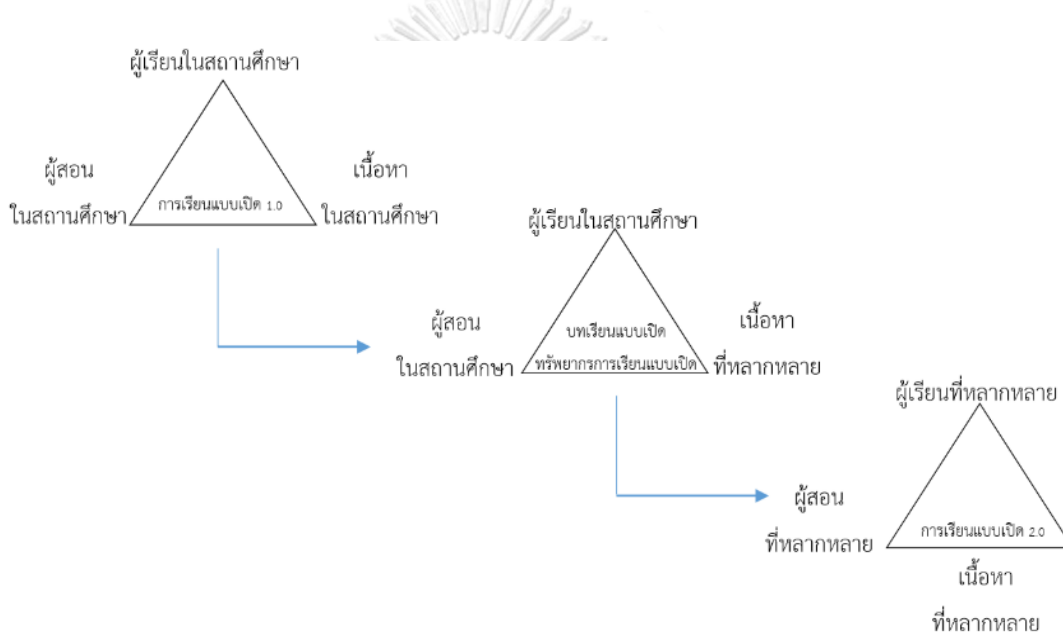 ผู้เรียนในสถานศึกษา
ผู้สอน
ในสถานศึกษา
การเรียนแบบเปิด 1.0
เนื้อหา
ในสถานศึกษา
ผู้เรียนในสถานศึกษา
ผู้สอน
ในสถานศึกษา
บทเรียนแบบเปิด
ทรัพยากรการเรียนแบบเปิด
เนื้อหา
ที่หลากหลาย
ผู้เรียนที่หลากหลาย
ผู้สอน
ที่หลากหลาย
การเรียนแบบเปิด 2.0
เนื้อหา
ที่หลากหลาย